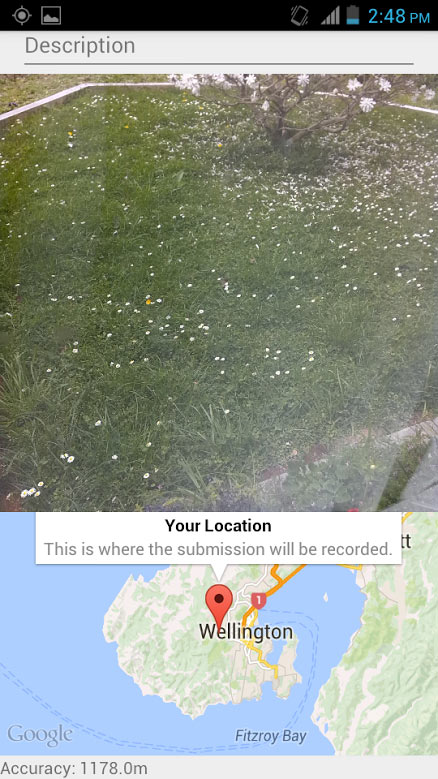 2:48 PM
Description
Your Location
This is where the submission will be recorded.
tt
1
Wellington
Google
Fitzroy Bay
Accuracy: 1178.0m